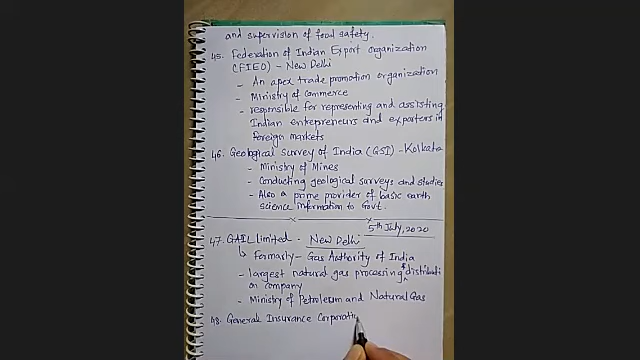 and supervision of food safety.
45. Federation of Indian Export Organization
(FIEO) - New Delhi
- An apex trade promotion organization
- Ministry of Commerce
- responsible for representing and assisting
Indian entrepreneurs and exporters in
foreign markets
46. Geological Survey of India (GSI) - Kolkata
- Ministry of Mines
- Conducting geological surveys and studies
- Also a prime provider of basic earth
science information to Govt.
5th July, 2020
47. GAIL Limited - New Delhi
Formarly - Gas Authority of India
- largest natural gas processing & distributi
on company
- Ministry of Petroleum and Natural Gas
48. General Insurance Corporati